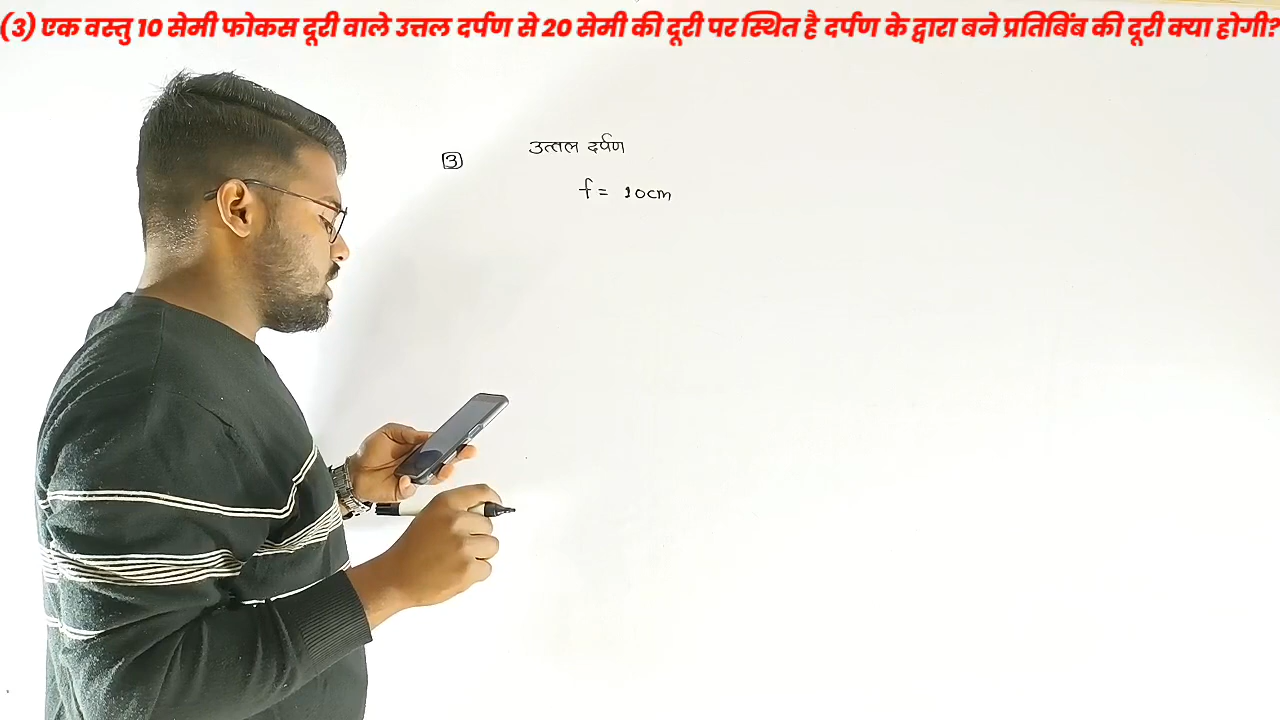 (3) एक वस्तु 10 सेमी फोकस दूरी वाले उत्तल दर्पण से 20 सेमी की दूरी पर स्थित है दर्पण के द्वारा बने प्रतिबिंब की दूरी क्या होगी?
3 उत्तल दर्पण
f = 10cm